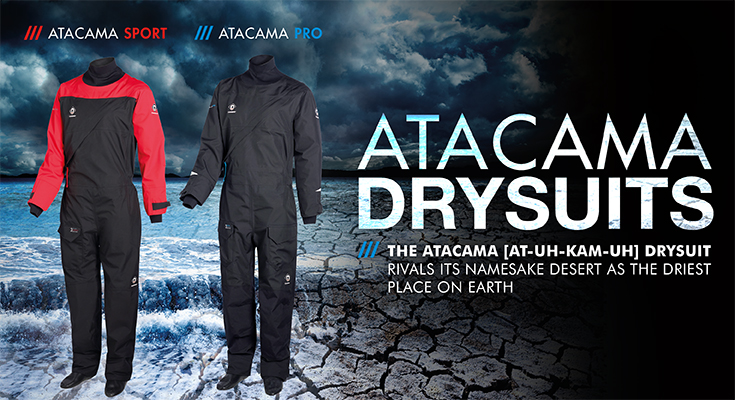 /// ATACAMA SPORT
/// ATACAMA PRO
ATACAMA
DRYSUITS
/// THE ATACAMA [AT-UH-KAM-UH] DRYSUIT
RIVALS ITS NAMESAKE DESERT AS THE DRIEST
PLACE ON EARTH